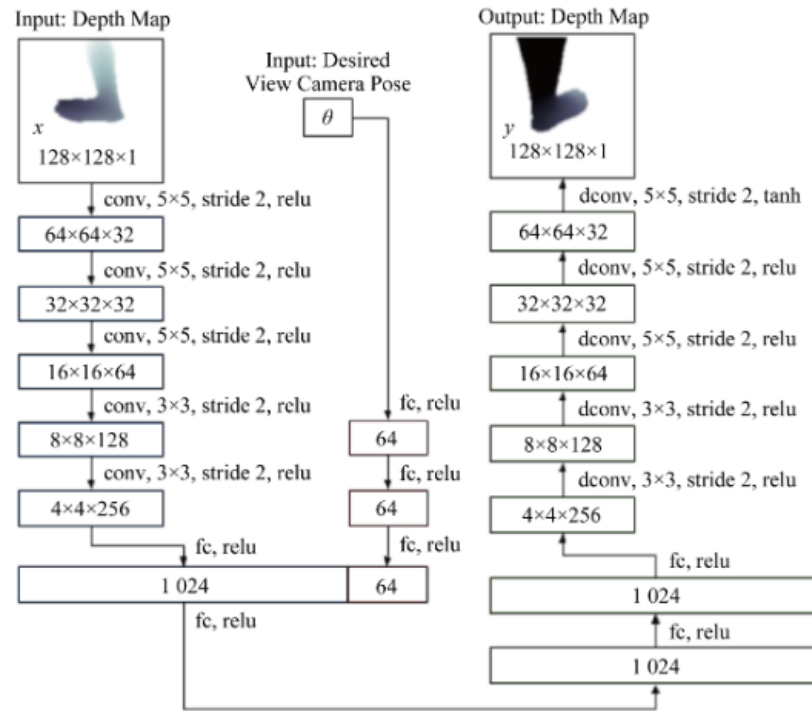 Input: Depth Map
x
128×128×1
conv, 5×5, stride 2, relu
64×64×32
conv, 5×5, stride 2, relu
32×32×32
conv, 5×5, stride 2, relu
16×16×64
conv, 3×3, stride 2, relu
8×8×128
conv, 3×3, stride 2, relu
4×4×256
fc, relu
1 024
fc, relu
Input: Desired
View Camera Pose
θ
fc, relu
64
fc, relu
64
fc, relu
64
Output: Depth Map
y
128×128×1
dconv, 5×5, stride 2, tanh
64×64×32
dconv, 5×5, stride 2, relu
32×32×32
dconv, 5×5, stride 2, relu
16×16×64
dconv, 3×3, stride 2, relu
8×8×128
dconv, 3×3, stride 2, relu
4×4×256
fc, relu
1 024
fc, relu
1 024